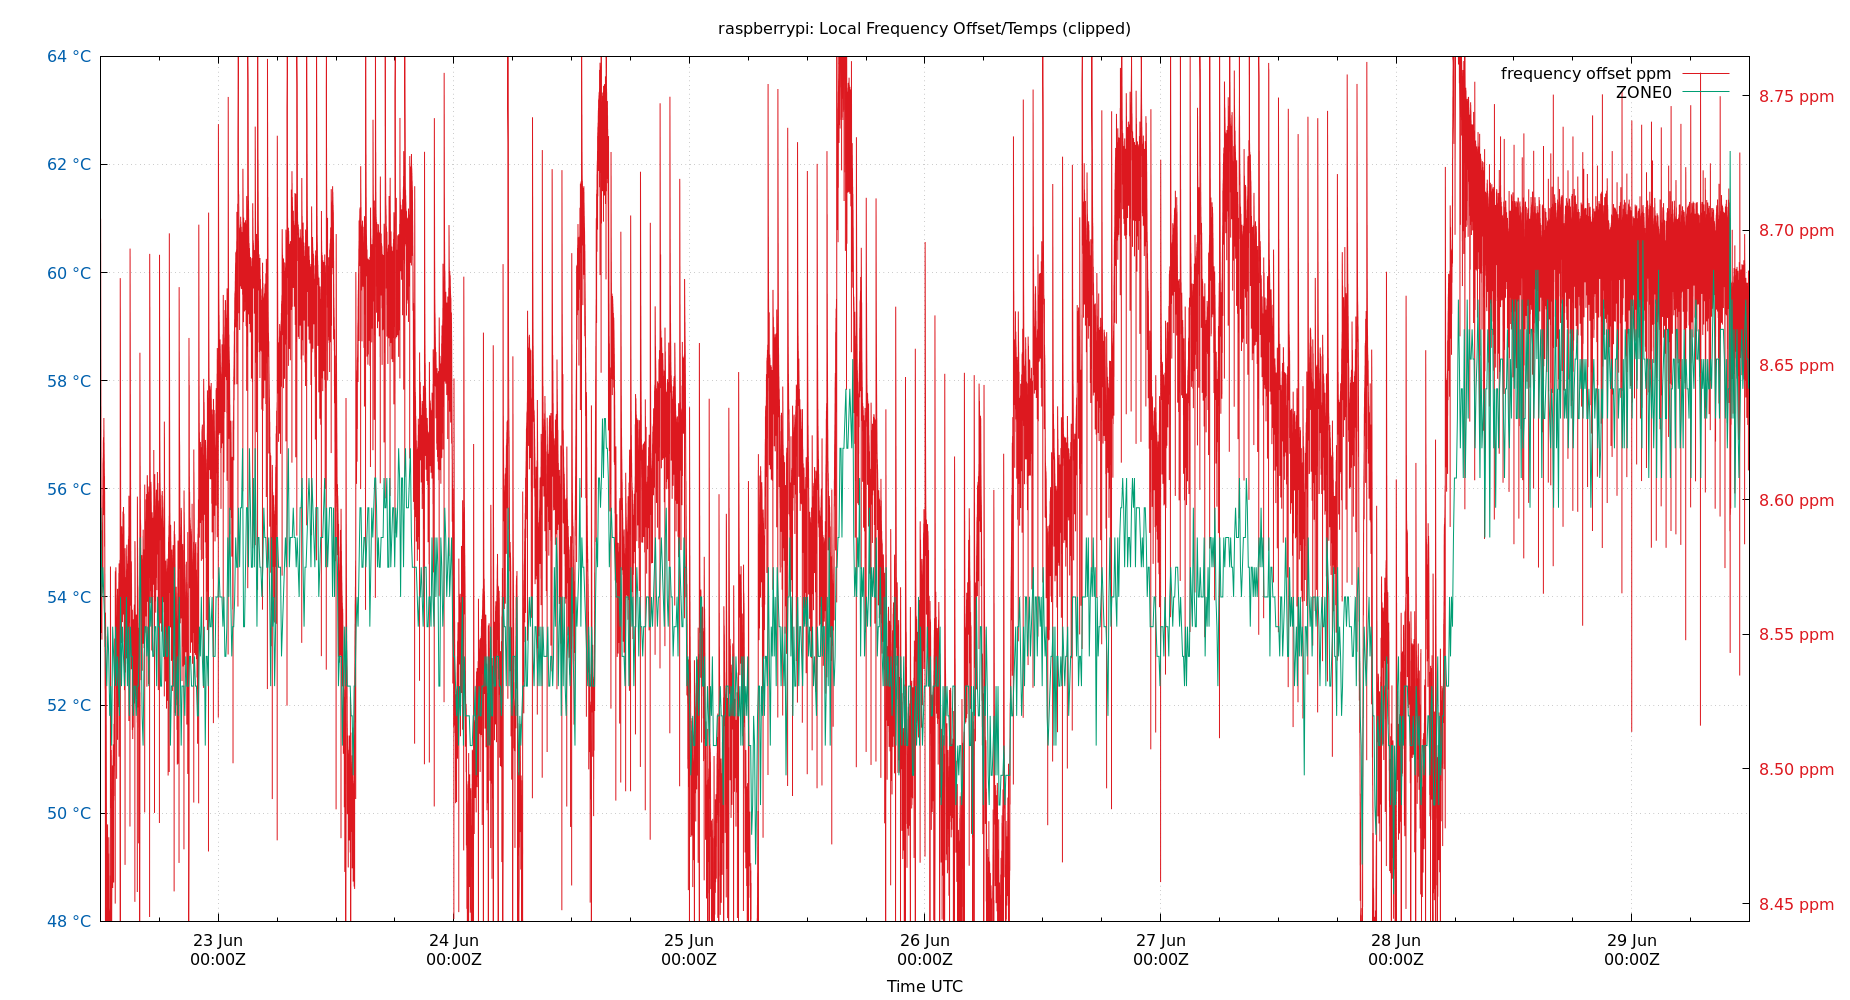 raspberrypi: Local Frequency Offset/Temps (clipped)
64 °C
62 °C
60 °C
58 °C
56 °C
54 °C
52 °C
50 °C
48 °C
frequency offset ppm
ZONE0
8.75 ppm
8.70 ppm
8.65 ppm
8.60 ppm
8.55 ppm
8.50 ppm
8.45 ppm
23 Jun
00:00Z
24 Jun
00:00Z
25 Jun
00:00Z
26 Jun
00:00Z
27 Jun
00:00Z
28 Jun
00:00Z
29 Jun
00:00Z
Time UTC